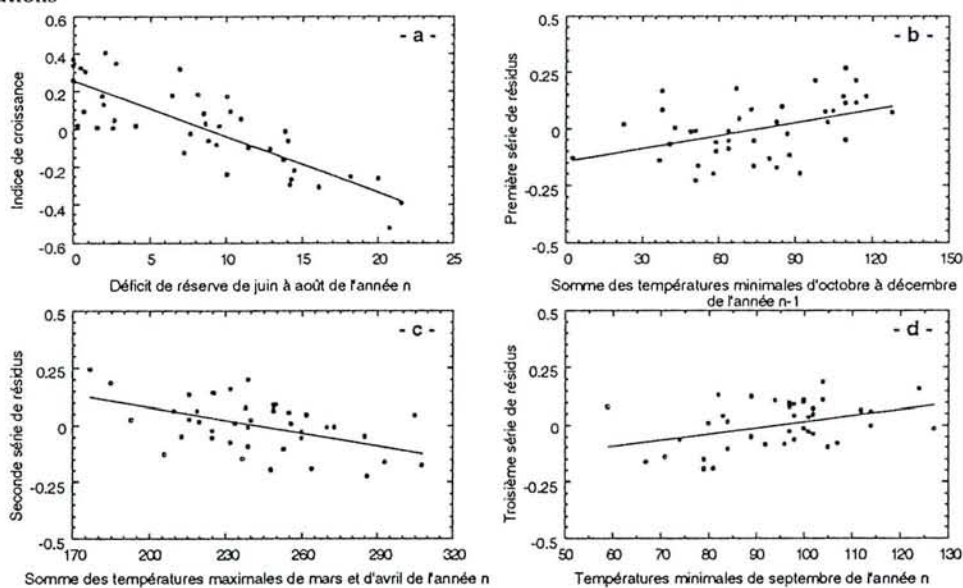 - a -
Indice de croissance
0.6
0.4
0.2
0
-0.2
-0.4
-0.6
0 5 10 15 20 25
Déficit de réserve de juin à août de l'année n
- b -
Première série de résidus
0.5
0.25
0
-0.25
-0.5
0 30 60 90 120 150
Somme des températures minimales d'octobre à décembre
de l'année n-1
- c -
Seconde série de résidus
0.5
0.25
0
-0.25
-0.5
170 200 230 260 290 320
Somme des températures maximales de mars et d'avril de l'année n
- d -
Troisième série de résidus
0.5
0.25
0
-0.25
-0.5
50 60 70 80 90 100 110 120 130
Températures minimales de septembre de l'année n